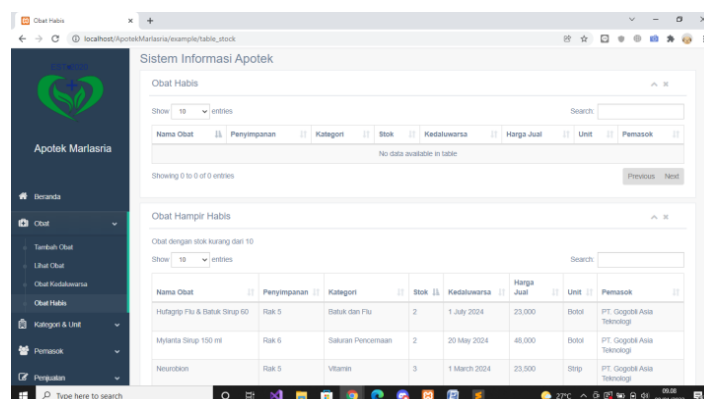 Obat Habis
localhost/ApotekMarlasria/example/table_stock
Sistem Informasi Apotek
Apotek Marlasria
Beranda
Obat
Tambah Obat
Lihat Obat
Obat Kedaluwarsa
Obat Habis
Kategori & Unit
Pemasok
Penjualan
Obat Habis
Show 10 entries
Search:
Nama Obat Penyimpanan Kategori Stok Kedaluwarsa Harga Jual Unit Pemasok
No data available in table
Showing 0 to 0 of 0 entries
Previous Next
Obat Hampir Habis
Obat dengan stok kurang dari 10
Show 10 entries
Search:
Nama Obat Penyimpanan Kategori Stok Kedaluwarsa Harga Jual Unit Pemasok
Hufagrip Flu & Batuk Sirup 60 Rak 5 Batuk dan Flu 2 1 July 2024 23,000 Botol PT. Gogobli Asia Teknologi
Mylanta Sirup 150 ml Rak 6 Saluran Pencernaan 2 20 May 2024 48,000 Botol PT. Gogobli Asia Teknologi
Neurobion Rak 5 Vitamin 3 1 March 2024 23,500 Strip PT. Gogobli Asia Teknologi
Type here to search
27°C
09.08